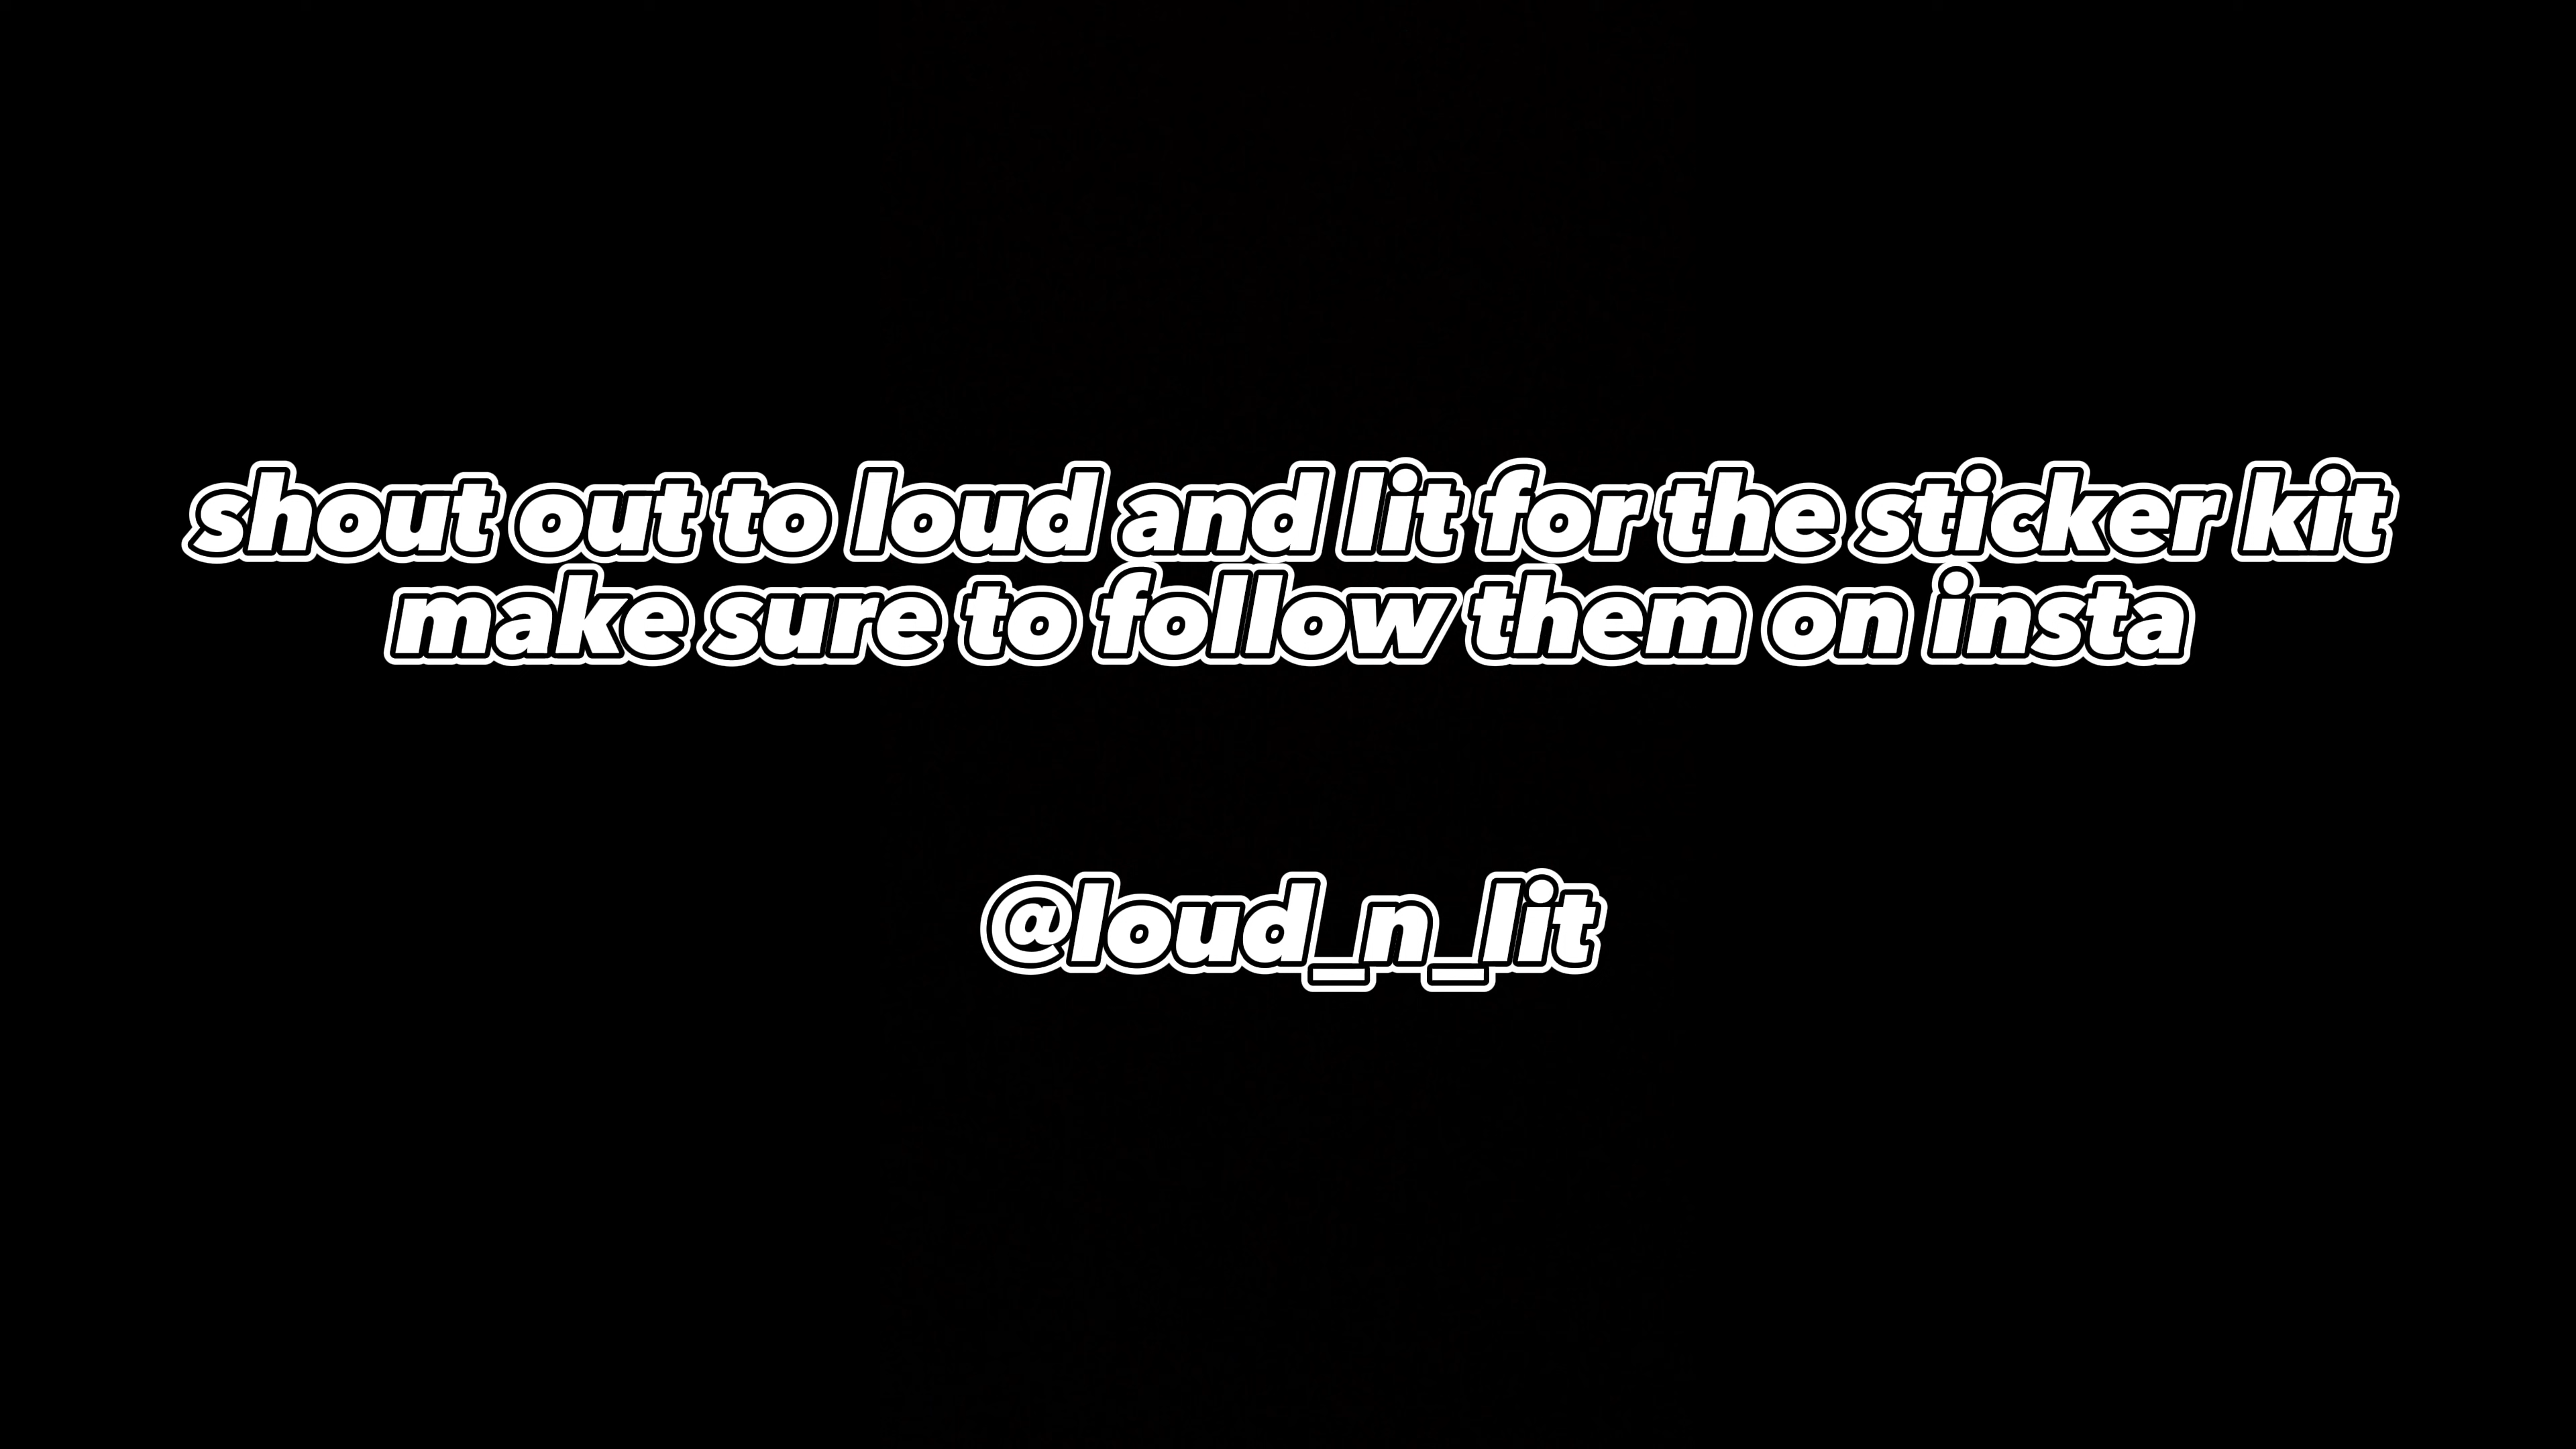 shout out to loud and lit for the sticker kit
make sure to follow them on insta
@loud_n_lit